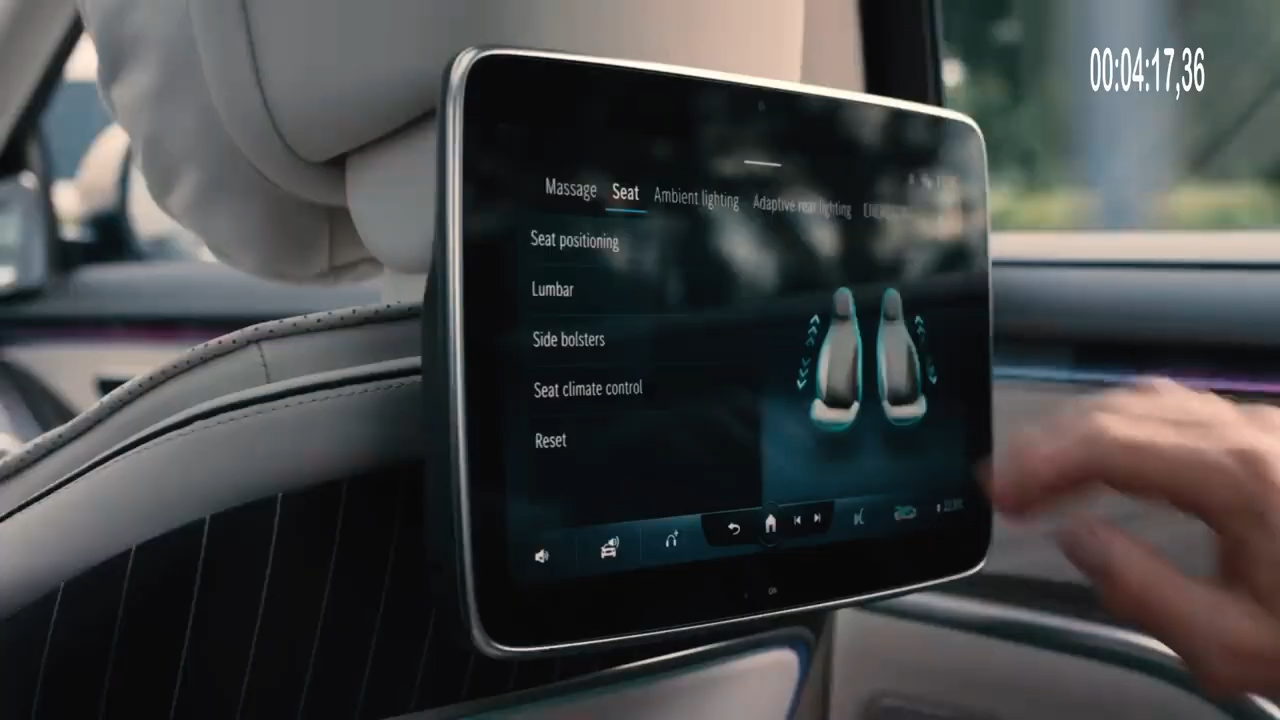 00:04:17,36
Massage Seat Ambient lighting Adaptive rear lighting
Seat positioning
Lumbar
Side bolsters
Seat climate control
Reset